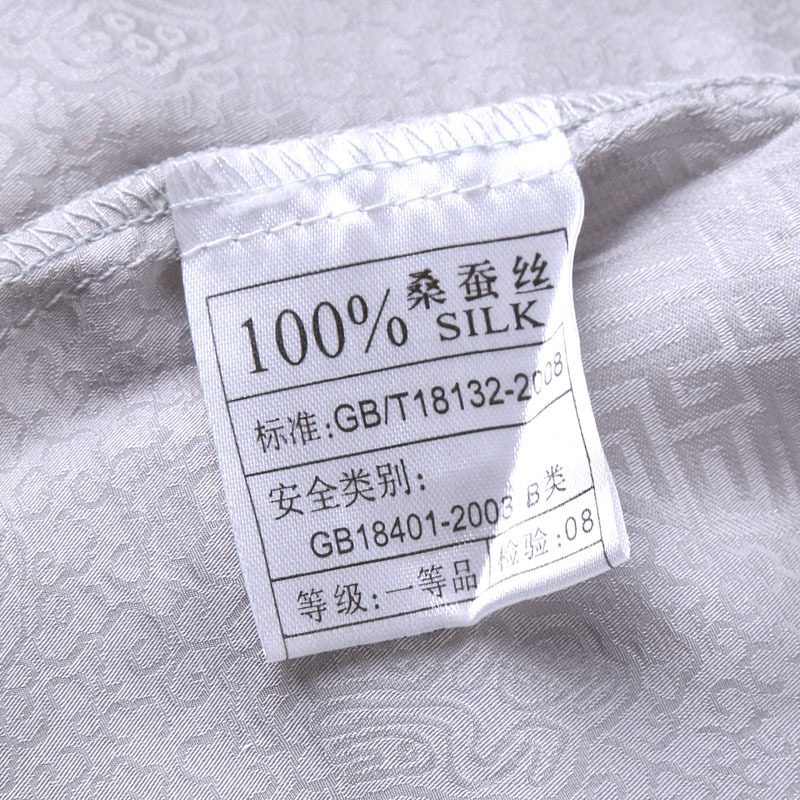 100% 桑蚕丝
SILK
标准:GB/T18132-2008
安全类别:
GB18401-2003 B类
等级:一等品 检验:08